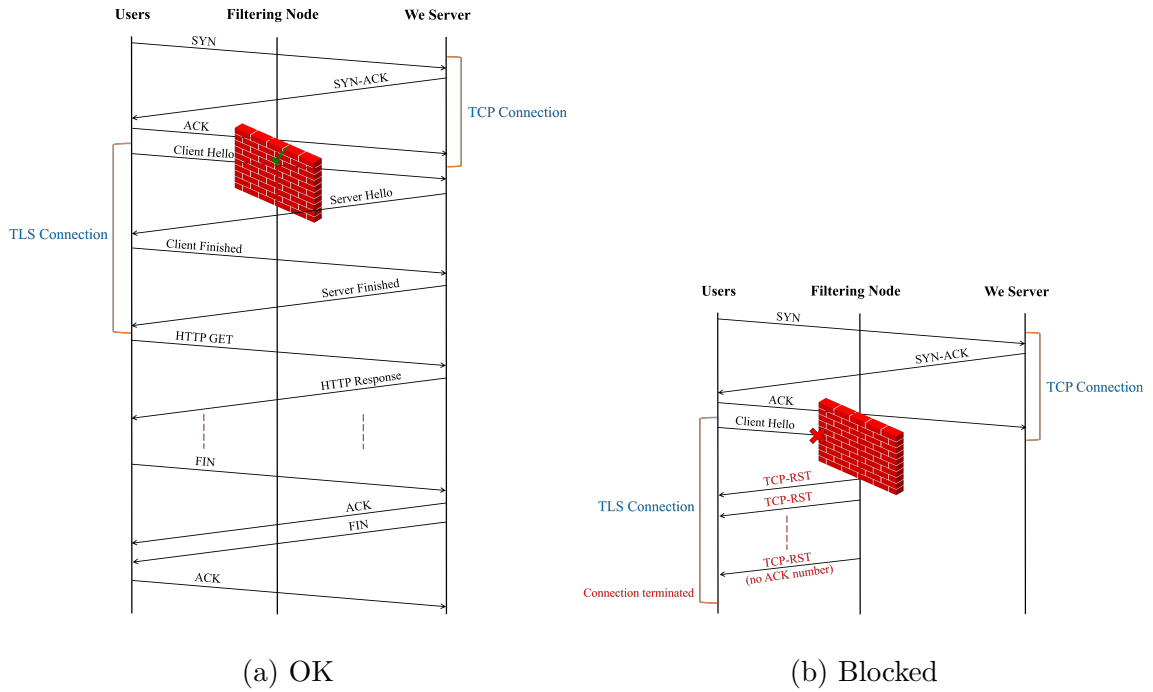 Users Filtering Node We Server
SYN
SYN-ACK
TCP Connection
ACK
Client Hello
Server Hello
TLS Connection
Client Finished
Server Finished
HTTP GET
HTTP Response
FIN
ACK
FIN
ACK
(a) OK
Users Filtering Node We Server
SYN
SYN-ACK
TCP Connection
ACK
Client Hello
TCP-RST
TCP-RST
TLS Connection
TCP-RST
(no ACK number)
Connection terminated
(b) Blocked